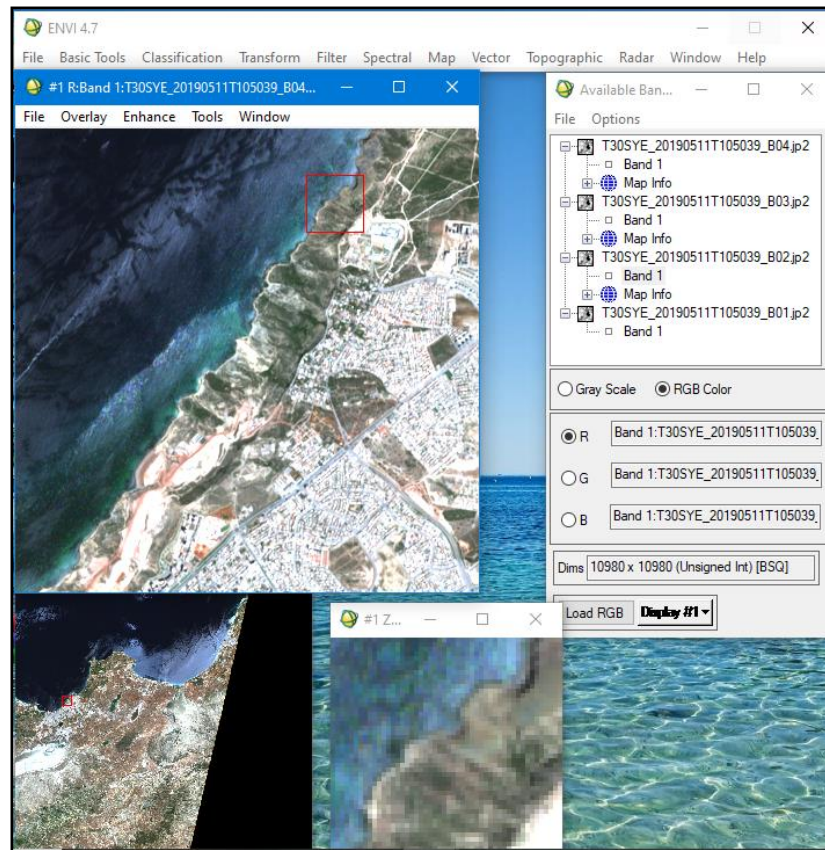 ENVI 4.7
File Basic Tools Classification Transform Filter Spectral Map Vector Topographic Radar Window Help
#1 R:Band 1:T30SYE_20190511T105039_B04...
File Overlay Enhance Tools Window
Available Ban...
File Options
T30SYE_20190511T105039_B04.jp2
Band 1
Map Info
T30SYE_20190511T105039_B03.jp2
Band 1
Map Info
T30SYE_20190511T105039_B02.jp2
Band 1
Map Info
T30SYE_20190511T105039_B01.jp2
Band 1
Gray Scale RGB Color
R Band 1:T30SYE_20190511T105039_
G Band 1:T30SYE_20190511T105039_
B Band 1:T30SYE_20190511T105039_
Dims 10980 x 10980 (Unsigned Int) [BSQ]
Load RGB Display #1
#1 Z...